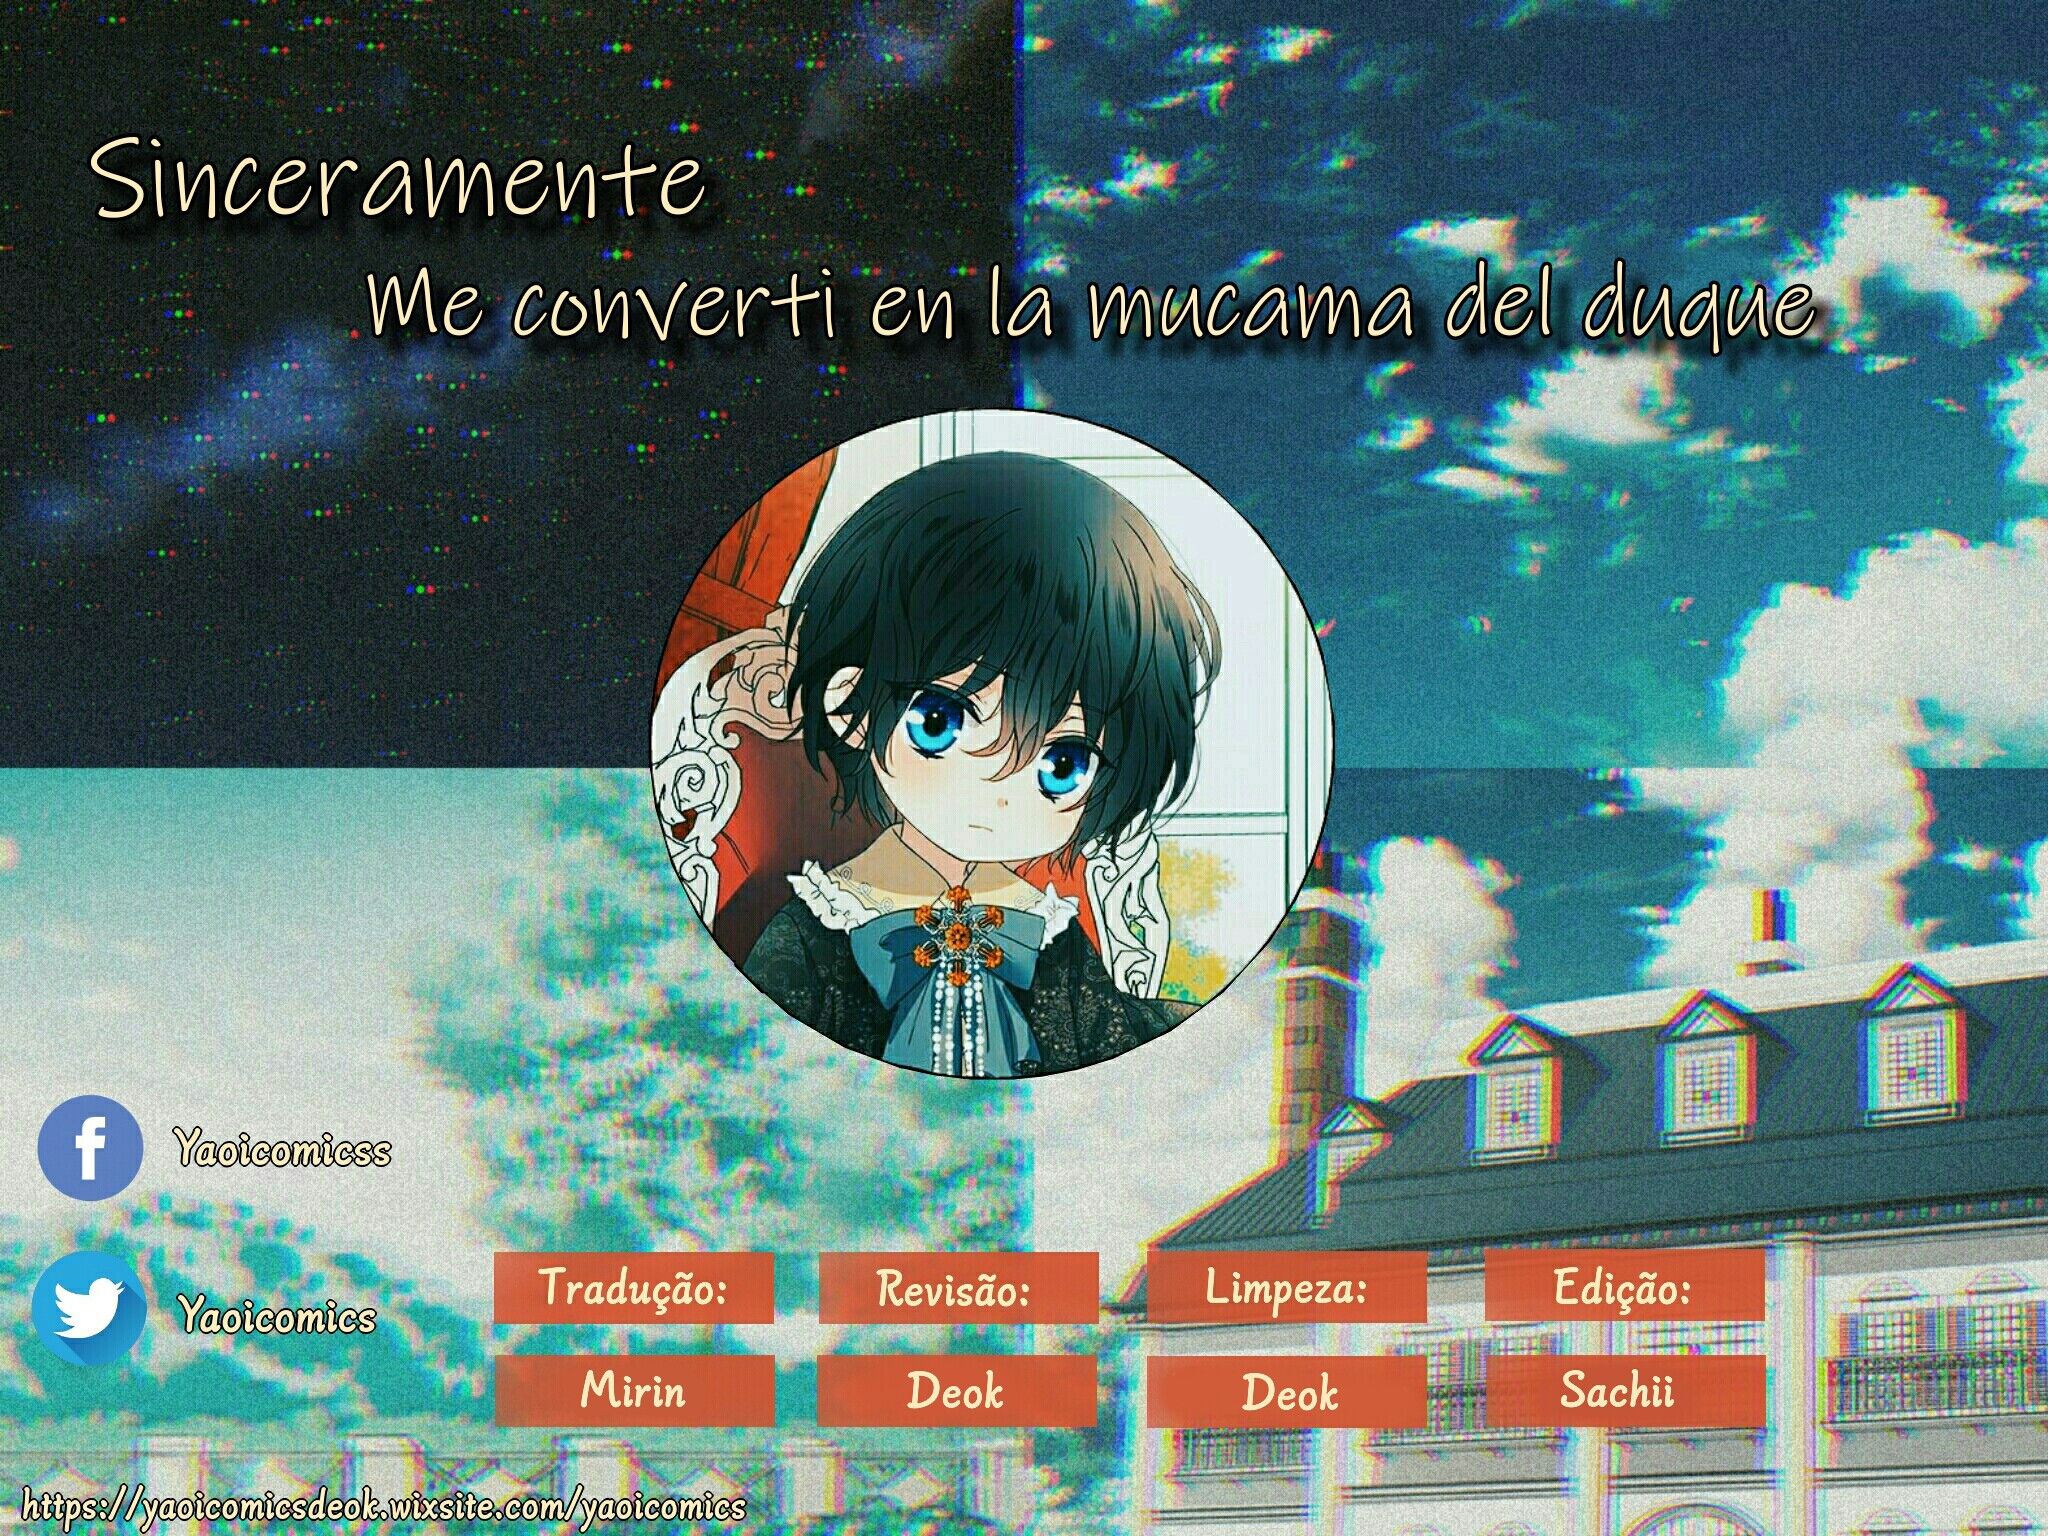 Sinceramente
Me converti en la mucama del duque
Yaoicomicss
Yaoicomics
Tradução: Revisão: Limpeza: Edição:
Mirin Deok Deok Sachii
https://yaoicomicsdeok.wixsite.com/yaoicomics